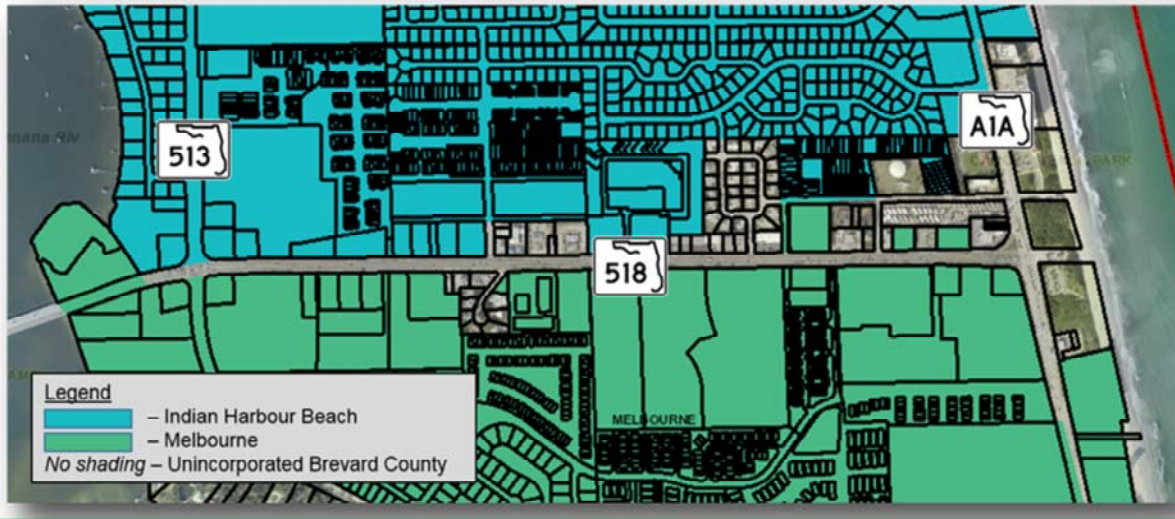 A1A
513
518
MELBOURNE
Legend
– Indian Harbour Beach
– Melbourne
No shading – Unincorporated Brevard County